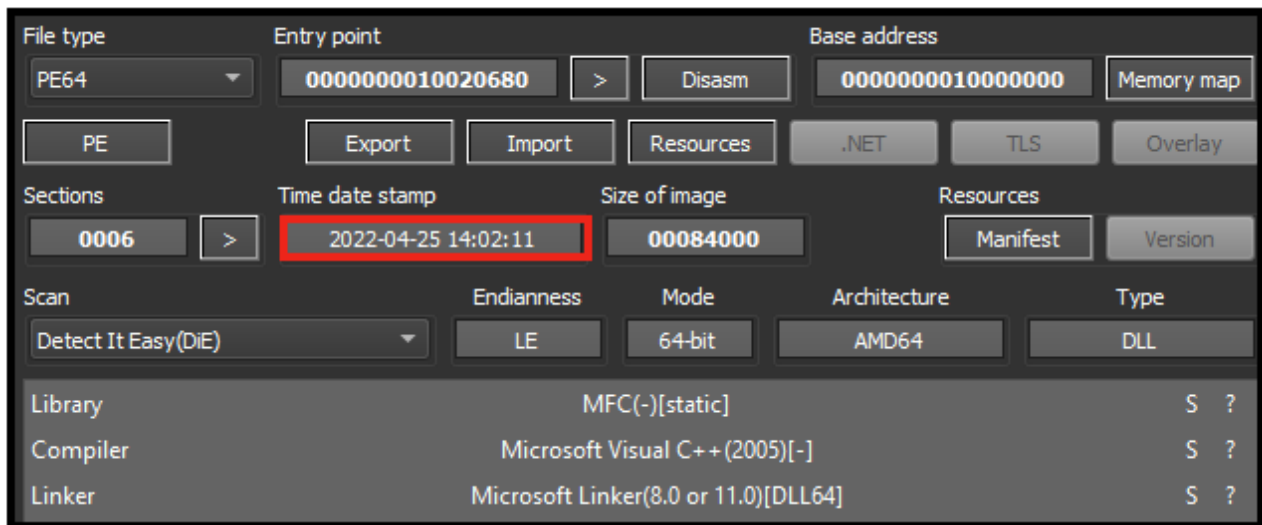 File type Entry point Base address
PE64 0000000010020680 > Disasm 0000000010000000 Memory map
PE Export Import Resources .NET TLS Overlay
Sections Time date stamp Size of image Resources
0006 > 2022-04-25 14:02:11 00084000 Manifest Version
Scan Endianness Mode Architecture Type
Detect It Easy(DiE) LE 64-bit AMD64 DLL
Library MFC(-)[static] S ?
Compiler Microsoft Visual C++(2005)[-] S ?
Linker Microsoft Linker(8.0 or 11.0)[DLL64] S ?